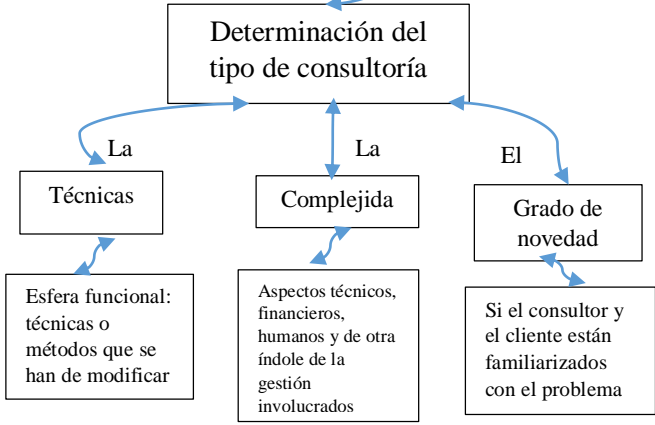 Determinación del
tipo de consultoría
La
La
El
Técnicas
Complejida
Grado de
novedad
Esfera funcional:
técnicas o
métodos que se
han de modificar
Aspectos técnicos,
financieros,
humanos y de otra
índole de la
gestión
involucrados
Si el consultor y
el cliente están
familiarizados
con el problema